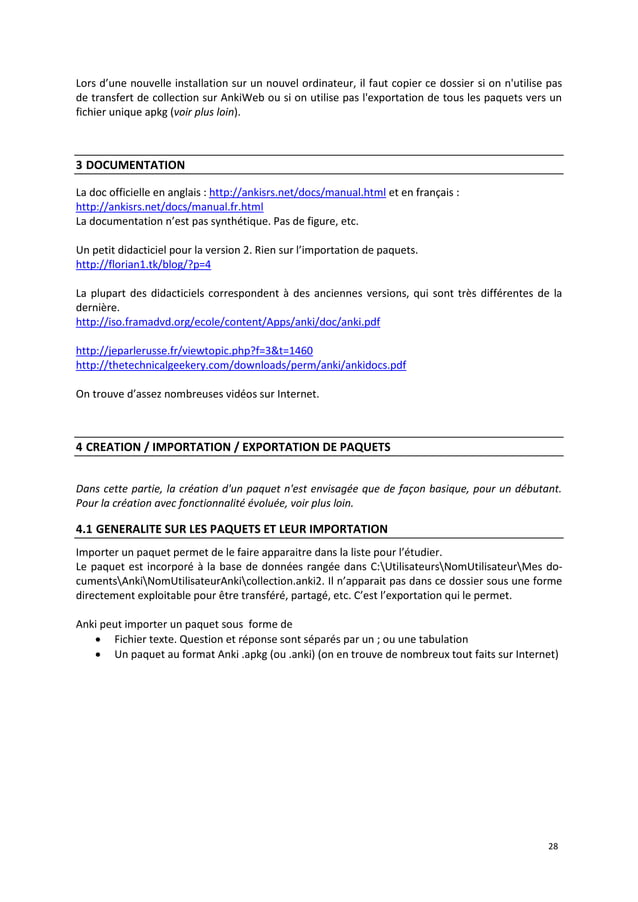 Lors d’une nouvelle installation sur un nouvel ordinateur, il faut copier ce dossier si on n'utilise pas
de transfert de collection sur AnkiWeb ou si on utilise pas l'exportation de tous les paquets vers un
fichier unique apkg (voir plus loin).
3 DOCUMENTATION
La doc officielle en anglais : http://ankisrs.net/docs/manual.html et en français :
http://ankisrs.net/docs/manual.fr.html
La documentation n’est pas synthétique. Pas de figure, etc.
Un petit didacticiel pour la version 2. Rien sur l’importation de paquets.
http://florian1.tk/blog/?p=4
La plupart des didacticiels correspondent à des anciennes versions, qui sont très différentes de la
dernière.
http://iso.framadvd.org/ecole/content/Apps/anki/doc/anki.pdf
http://jeparlerusse.fr/viewtopic.php?f=3&t=1460
http://thetechnicalgeekery.com/downloads/perm/anki/ankidocs.pdf
On trouve d’assez nombreuses vidéos sur Internet.
4 CREATION / IMPORTATION / EXPORTATION DE PAQUETS
Dans cette partie, la création d'un paquet n'est envisagée que de façon basique, pour un débutant.
Pour la création avec fonctionnalité évoluée, voir plus loin.
4.1 GENERALITE SUR LES PAQUETS ET LEUR IMPORTATION
Importer un paquet permet de le faire apparaitre dans la liste pour l’étudier.
Le paquet est incorporé à la base de données rangée dans C:\Utilisateurs\NomUtilisateur\Mes do-
cuments\Anki\NomUtilisateurAnki\collection.anki2. Il n’apparait pas dans ce dossier sous une forme
directement exploitable pour être transféré, partagé, etc. C’est l’exportation qui le permet.
Anki peut importer un paquet sous forme de
• Fichier texte. Question et réponse sont séparés par un ; ou une tabulation
• Un paquet au format Anki .apkg (ou .anki) (on en trouve de nombreux tout faits sur Internet)
28